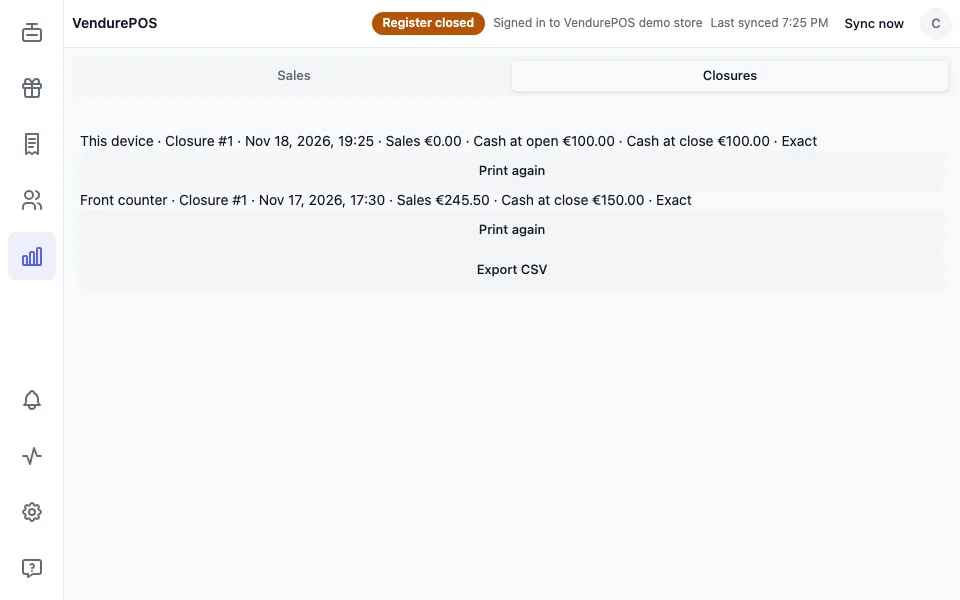 VendurePOS
Register closed
Signed in to VendurePOS demo store
Last synced 7:25 PM
Sync now
C
Sales
Closures
This device · Closure #1 · Nov 18, 2026, 19:25 · Sales €0.00 · Cash at open €100.00 · Cash at close €100.00 · Exact
Print again
Front counter · Closure #1 · Nov 17, 2026, 17:30 · Sales €245.50 · Cash at close €150.00 · Exact
Print again
Export CSV